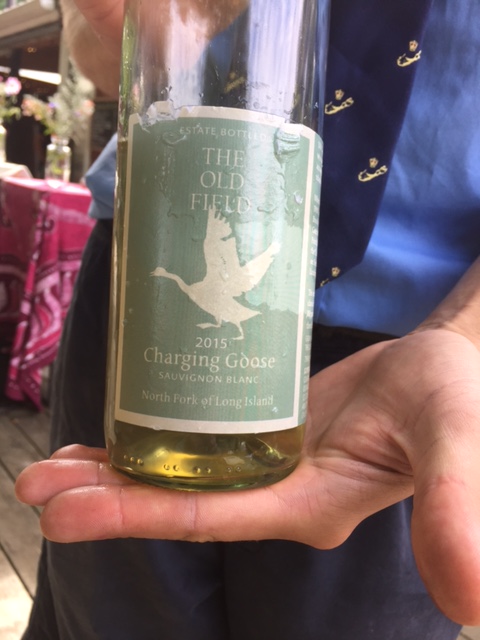 ESTATE BOTTLED
THE
OLD
FIELD
2015
Charging Goose
SAUVIGNON BLANC
North Fork of Long Island